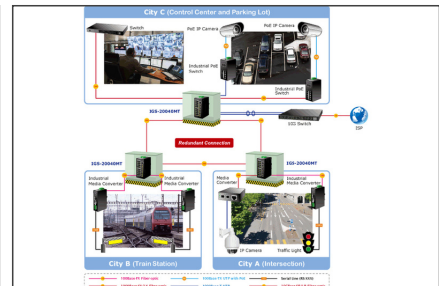 City C (Control Center and Parking Lot)
Switch
PoE IP Camera
PoE IP Camera
Industrial PoE
Switch
Industrial PoE
Switch
IGS-20040MT
ISP
Redundant Connection
IGS-20040MT
IGS-20040MT
Industrial
Media Converter
Industrial
Media Converter
Media
Converter
Industrial
Media Converter
IP Camera
Traffic Light
City B (Train Station)
City A (Intersection)